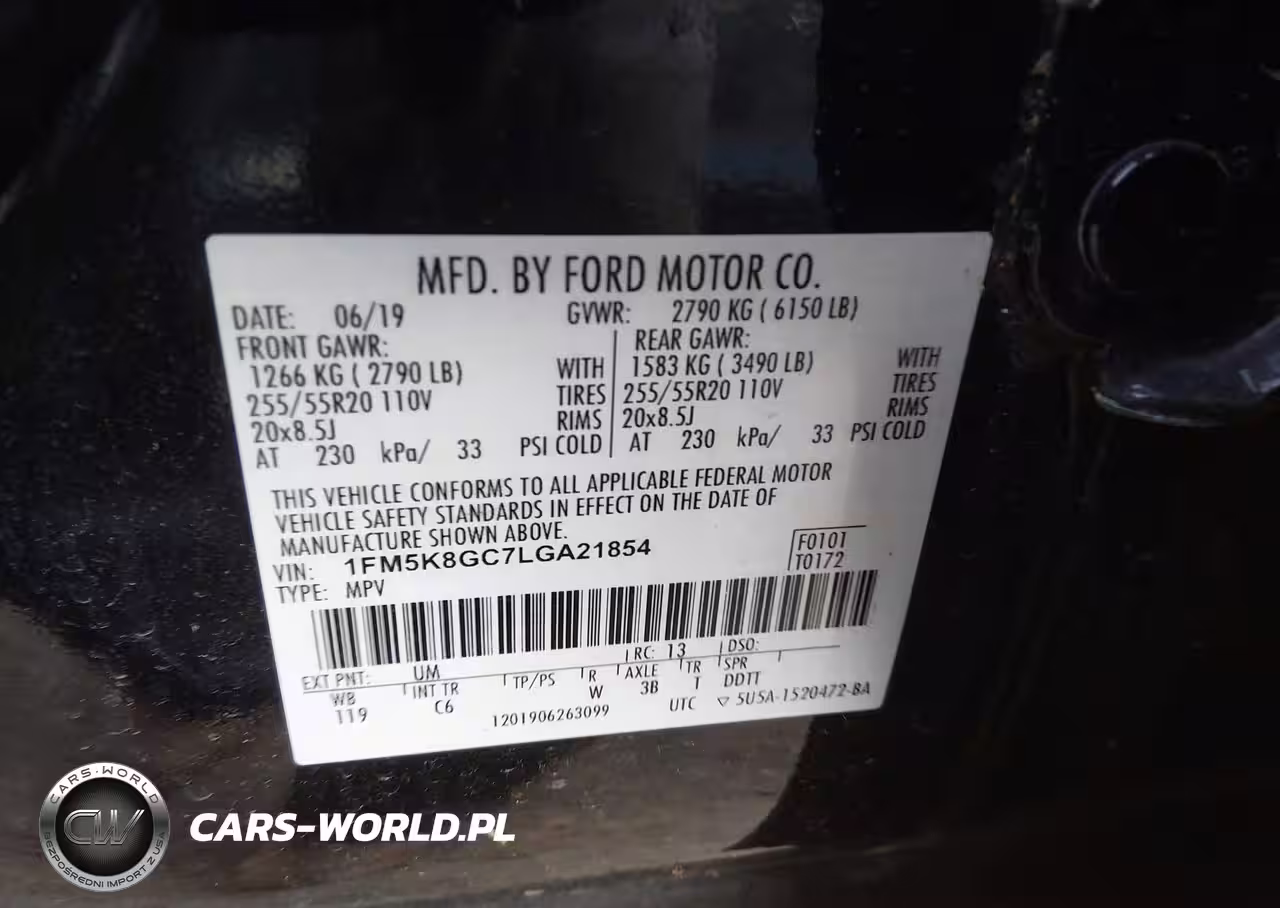 MFD. BY FORD MOTOR CO.
DATE: 06/19 GVWR: 2790 KG ( 6150 LB)
FRONT GAWR: REAR GAWR:
1266 KG ( 2790 LB) WITH 1583 KG ( 3490 LB) WITH
255/55R20 110V TIRES 255/55R20 110V TIRES
20x8.5J RIMS 20x8.5J RIMS
AT 230 kPa/ 33 PSI COLD AT 230 kPa/ 33 PSI COLD
THIS VEHICLE CONFORMS TO ALL APPLICABLE FEDERAL MOTOR
VEHICLE SAFETY STANDARDS IN EFFECT ON THE DATE OF
MANUFACTURE SHOWN ABOVE.
VIN: 1FM5K8GC7LGA21854 F0101
TYPE: MPV T0172
EXT PNT: UM RC: 13 DSO:
WB INT TR TP/PS R AXLE TR SPR
119 C6 W 3B T DDTT
1201906263099 UTC ▽ 5U5A-1520472-BA
CARS-WORLD
CW
BEZPOŚREDNI IMPORT Z USA
CARS-WORLD.PL